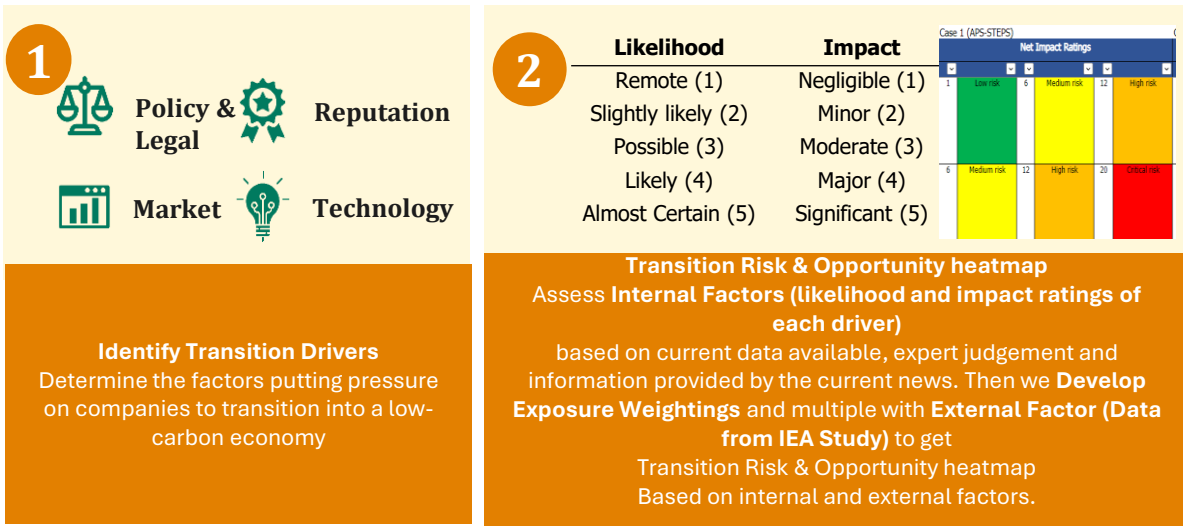 1
Policy &
Legal
Reputation
Market
Technology
Identify Transition Drivers
Determine the factors putting pressure
on companies to transition into a low-
carbon economy
2
Likelihood Impact
Remote (1) Negligible (1)
Slightly likely (2) Minor (2)
Possible (3) Moderate (3)
Likely (4) Major (4)
Almost Certain (5) Significant (5)
Case 1 (APS-STEPS)
Net Impact Ratings
1 Low risk 6 Medium risk 12 High risk
6 Medium risk 12 High risk 20 Critical risk
Transition Risk & Opportunity heatmap
Assess Internal Factors (likelihood and impact ratings of
each driver)
based on current data available, expert judgement and
information provided by the current news. Then we Develop
Exposure Weightings and multiple with External Factor (Data
from IEA Study) to get
Transition Risk & Opportunity heatmap
Based on internal and external factors.